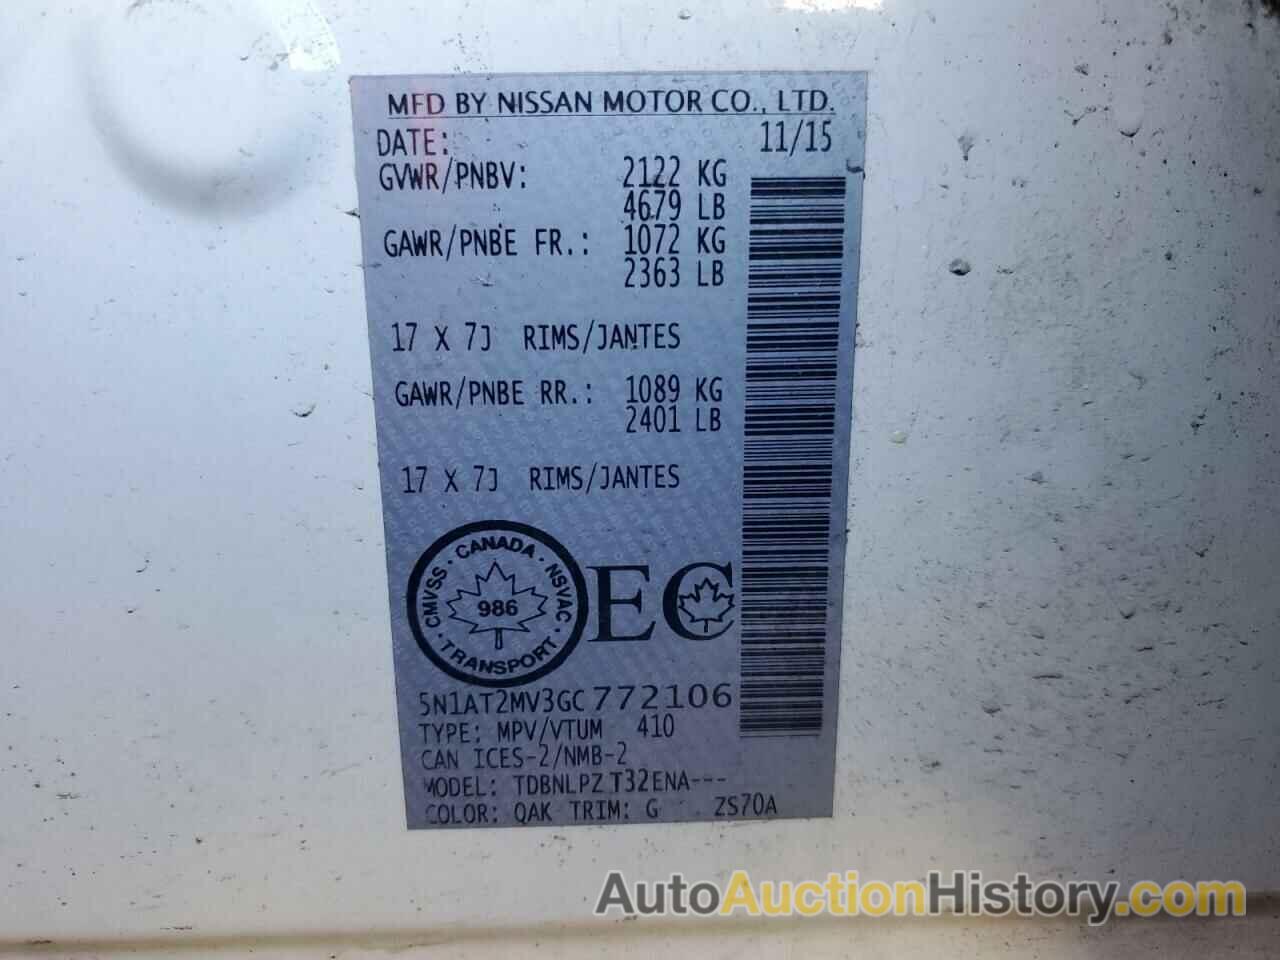 MFD BY NISSAN MOTOR CO., LTD.
DATE: 11/15
GVWR/PNBV: 2122 KG
4679 LB
GAWR/PNBE FR.: 1072 KG
2363 LB
17 X 7J RIMS/JANTES
GAWR/PNBE RR.: 1089 KG
2401 LB
17 X 7J RIMS/JANTES
CMVSS · CANADA · NSVAC · TRANSPORT ·
986
EC
5N1AT2MV3GC772106
TYPE: MPV/VTUM 410
CAN ICES-2/NMB-2
MODEL: TDBNLPZ T32ENA---
COLOR: QAK TRIM: G ZS70A
AutoAuctionHistory.com